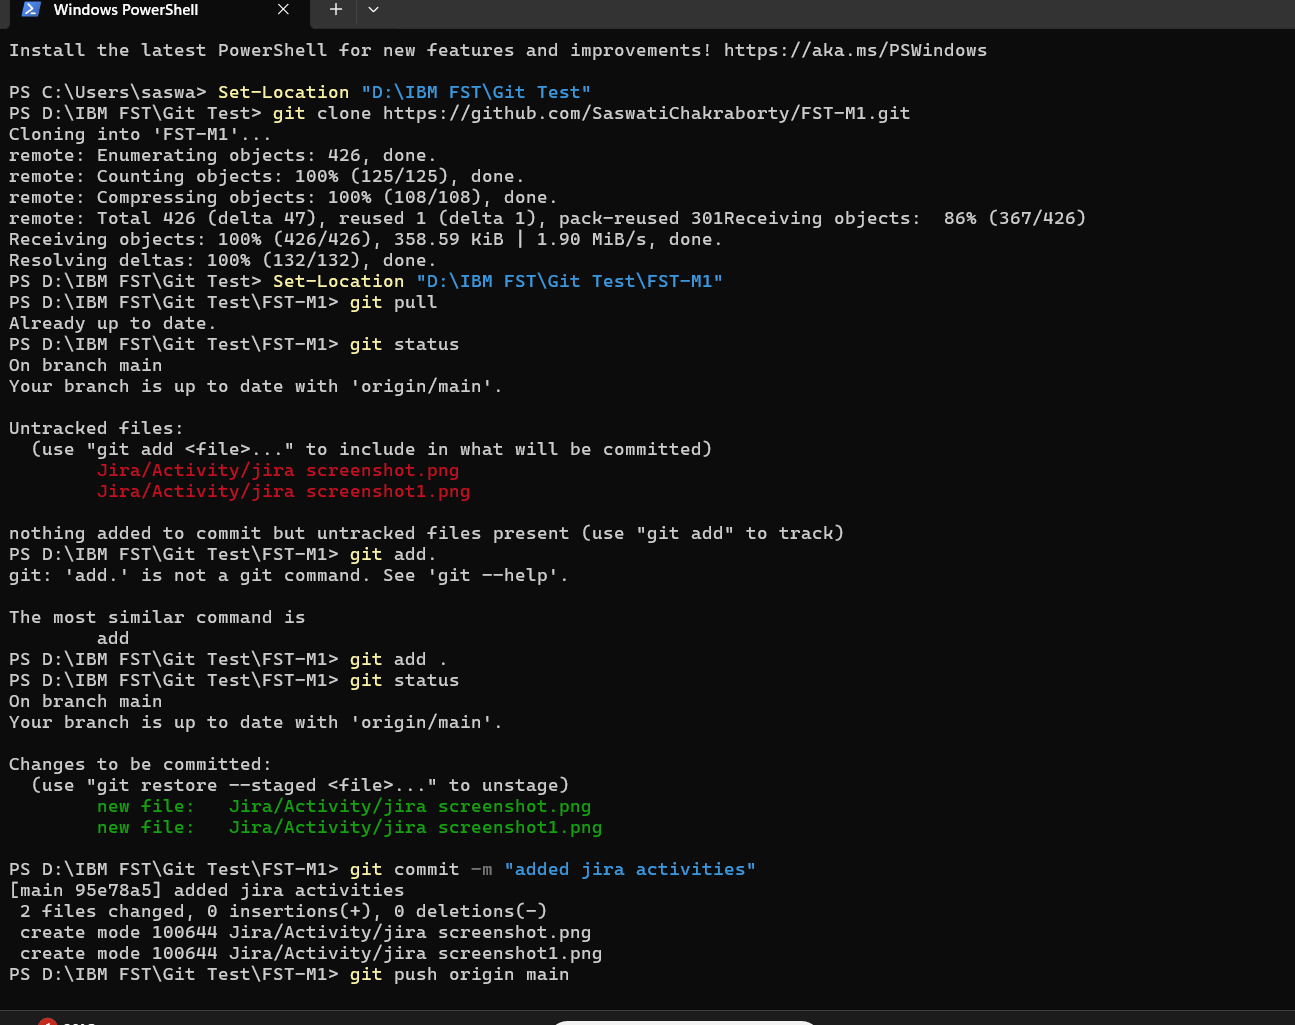 Windows PowerShell
Install the latest PowerShell for new features and improvements! https://aka.ms/PSWindows
PS C:\Users\saswa> Set-Location "D:\IBM FST\Git Test"
PS D:\IBM FST\Git Test> git clone https://github.com/SaswatiChakraborty/FST-M1.git
Cloning into 'FST-M1'...
remote: Enumerating objects: 426, done.
remote: Counting objects: 100% (125/125), done.
remote: Compressing objects: 100% (108/108), done.
remote: Total 426 (delta 47), reused 1 (delta 1), pack-reused 301Receiving objects:  86% (367/426)
Receiving objects: 100% (426/426), 358.59 KiB | 1.90 MiB/s, done.
Resolving deltas: 100% (132/132), done.
PS D:\IBM FST\Git Test> Set-Location "D:\IBM FST\Git Test\FST-M1"
PS D:\IBM FST\Git Test\FST-M1> git pull
Already up to date.
PS D:\IBM FST\Git Test\FST-M1> git status
On branch main
Your branch is up to date with 'origin/main'.
Untracked files:
  (use "git add <file>..." to include in what will be committed)
        Jira/Activity/jira screenshot.png
        Jira/Activity/jira screenshot1.png
nothing added to commit but untracked files present (use "git add" to track)
PS D:\IBM FST\Git Test\FST-M1> git add.
git: 'add.' is not a git command. See 'git --help'.
The most similar command is
        add
PS D:\IBM FST\Git Test\FST-M1> git add .
PS D:\IBM FST\Git Test\FST-M1> git status
On branch main
Your branch is up to date with 'origin/main'.
Changes to be committed:
  (use "git restore --staged <file>..." to unstage)
        new file:   Jira/Activity/jira screenshot.png
        new file:   Jira/Activity/jira screenshot1.png
PS D:\IBM FST\Git Test\FST-M1> git commit -m "added jira activities"
[main 95e78a5] added jira activities
 2 files changed, 0 insertions(+), 0 deletions(-)
 create mode 100644 Jira/Activity/jira screenshot.png
 create mode 100644 Jira/Activity/jira screenshot1.png
PS D:\IBM FST\Git Test\FST-M1> git push origin main